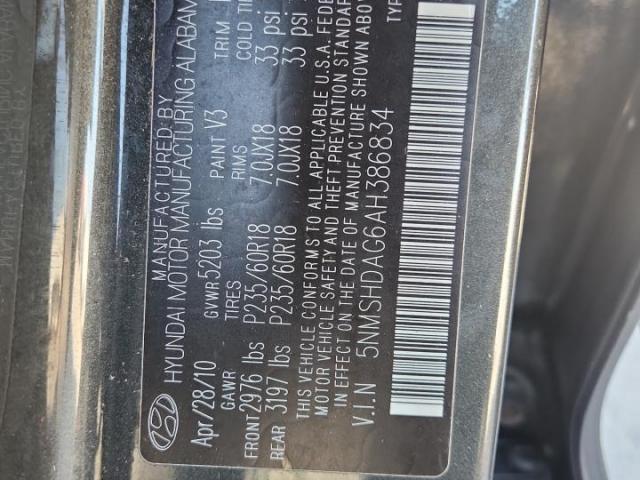 MANUFACTURED BY
HYUNDAI MOTOR MANUFACTURING ALABAM
Apr/28/10 GVWR 5203 lbs PAINT V3 TRIM
GAWR TIRES RIMS COLD TI
FRONT 2976 lbs P235/60R18 7.0JX18 33 psi
REAR 3197 lbs P235/60R18 7.0JX18 33 psi
THIS VEHICLE CONFORMS TO ALL APPLICABLE U.S.A. FEDE
MOTOR VEHICLE SAFETY AND THEFT PREVENTION STANDAR
IN EFFECT ON THE DATE OF MANUFACTURE SHOWN ABOV
V.I.N 5NMSHDAG6AH386834 TYP